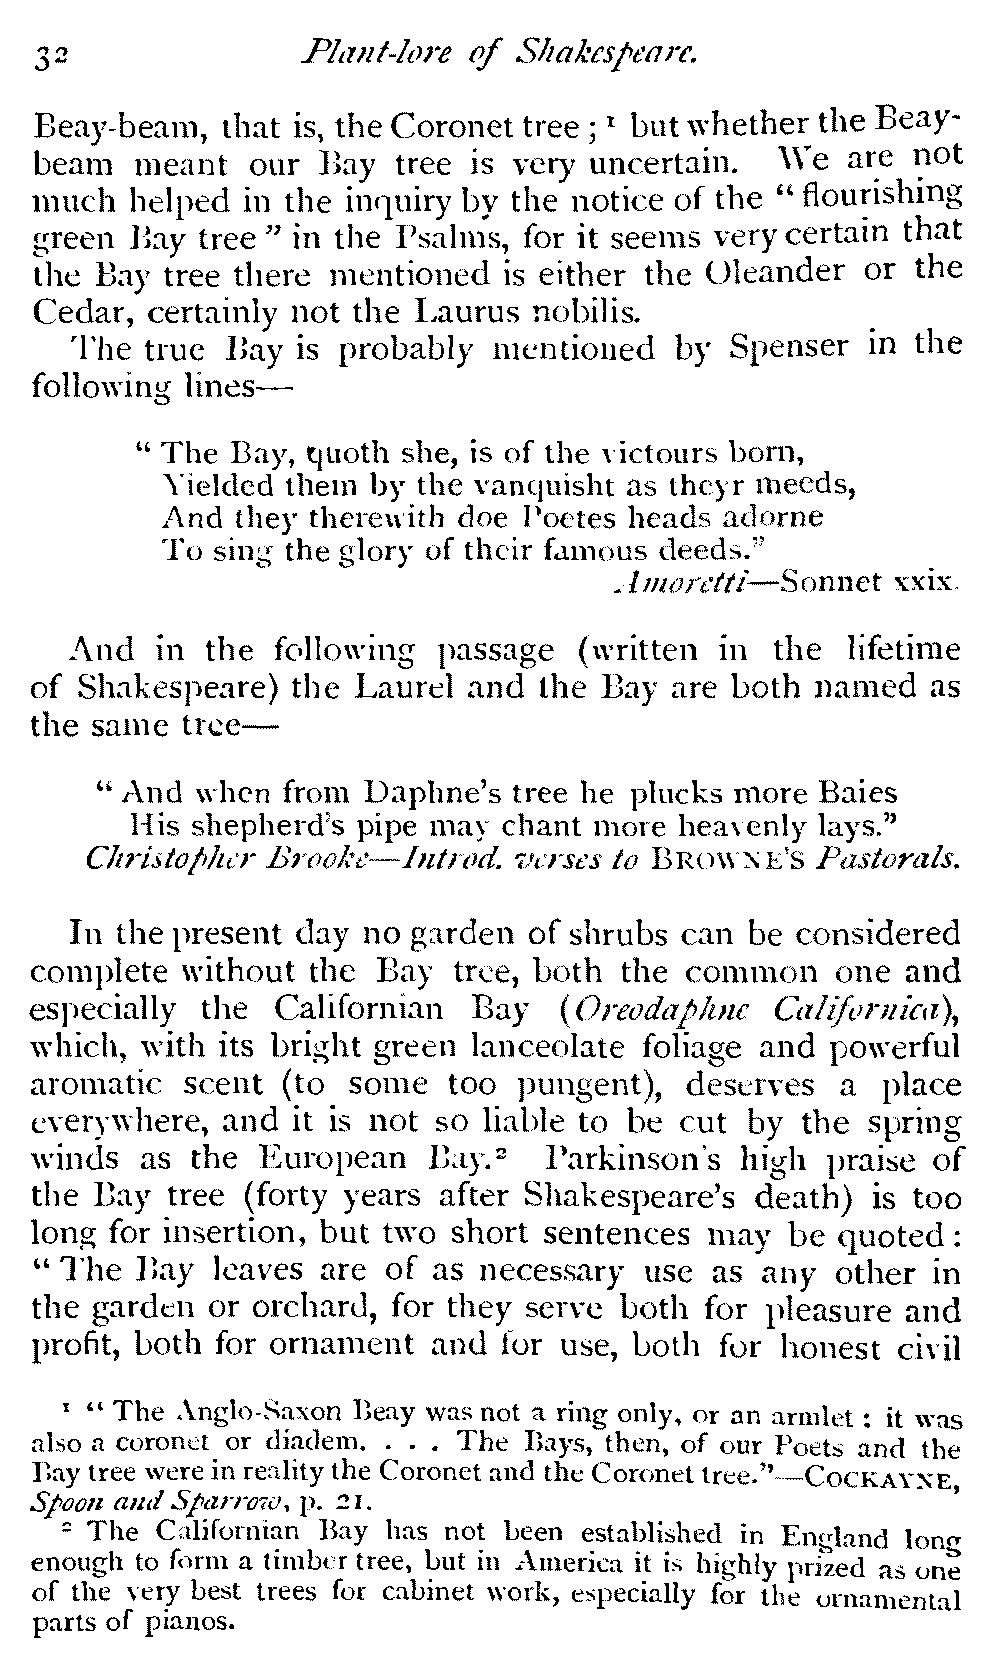 32 Plant-lore of Shakespeare.
Beay-beam, that is, the Coronet tree ; ¹ but whether the Beay-
beam meant our Bay tree is very uncertain. We are not
much helped in the inquiry by the notice of the “ flourishing
green Bay tree ” in the Psalms, for it seems very certain that
the Bay tree there mentioned is either the Oleander or the
Cedar, certainly not the Laurus nobilis.
The true Bay is probably mentioned by Spenser in the
following lines—
“ The Bay, quoth she, is of the victours born,
Yielded them by the vanquisht as theyr meeds,
And they therewith doe Poetes heads adorne
To sing the glory of their famous deeds.”
Amoretti—Sonnet xxix.
And in the following passage (written in the lifetime
of Shakespeare) the Laurel and the Bay are both named as
the same tree—
“ And when from Daphne's tree he plucks more Baies
His shepherd's pipe may chant more heavenly lays.”
Christopher Brooke—Introd. verses to BROWNE'S Pastorals.
In the present day no garden of shrubs can be considered
complete without the Bay tree, both the common one and
especially the Californian Bay (Oreodaphne Californica),
which, with its bright green lanceolate foliage and powerful
aromatic scent (to some too pungent), deserves a place
everywhere, and it is not so liable to be cut by the spring
winds as the European Bay.² Parkinson's high praise of
the Bay tree (forty years after Shakespeare's death) is too
long for insertion, but two short sentences may be quoted :
“ The Bay leaves are of as necessary use as any other in
the garden or orchard, for they serve both for pleasure and
profit, both for ornament and for use, both for honest civil
¹ “ The Anglo-Saxon Beay was not a ring only, or an armlet : it was
also a coronet or diadem. . . . The Bays, then, of our Poets and the
Bay tree were in reality the Coronet and the Coronet tree.”—COCKAYNE,
Spoon and Sparrow, p. 21.
² The Californian Bay has not been established in England long
enough to form a timber tree, but in America it is highly prized as one
of the very best trees for cabinet work, especially for the ornamental
parts of pianos.